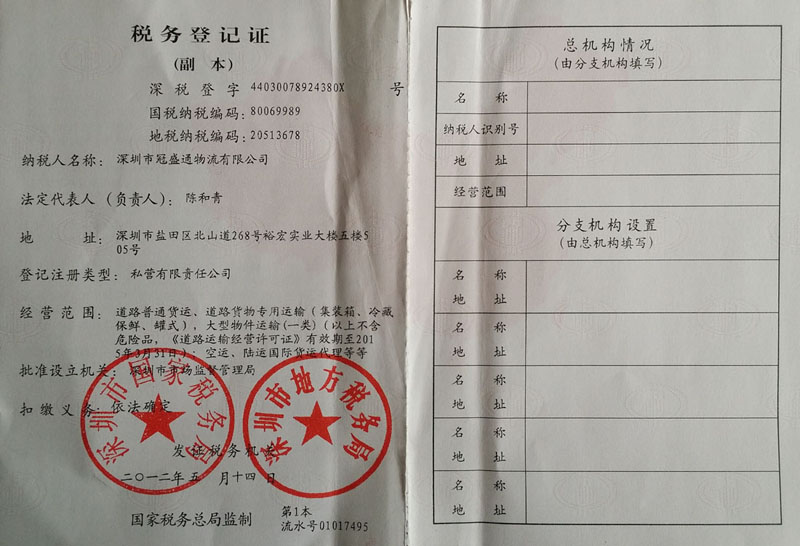 税务登记证
(副 本)
深 税 登 字 44030078924380X 号
国税纳税编码: 80069989
地税纳税编码: 20513678
纳税人名称: 深圳市冠盛通物流有限公司
法定代表人(负责人): 陈和青
地 址: 深圳市盐田区北山道268号裕宏实业大楼五楼5
05号
登记注册类型: 私营有限责任公司
经 营 范 围: 道路普通货运、道路货物专用运输(集装箱、冷藏
保鲜、罐式),大型物件运输(一类)(以上不含
危险品,《道路运输经营许可证》有效期至201
5年3月31日);空运、陆运国际货运代理等等
批准设立机关: 深圳市市场监督管理局
扣 缴 义 务: 依法确定
深圳市国家税务局
深圳市地方税务局
发证税务机关
二〇一二年五 月十四 日
国家税务总局监制
第1本
流水号01017495
总机构情况
(由分支机构填写)
名 称
纳税人识别号
地 址
经营范围
分支机构设置
(由总机构填写)
名 称
地 址
名 称
地 址
名 称
地 址
名 称
地 址
名 称
地 址